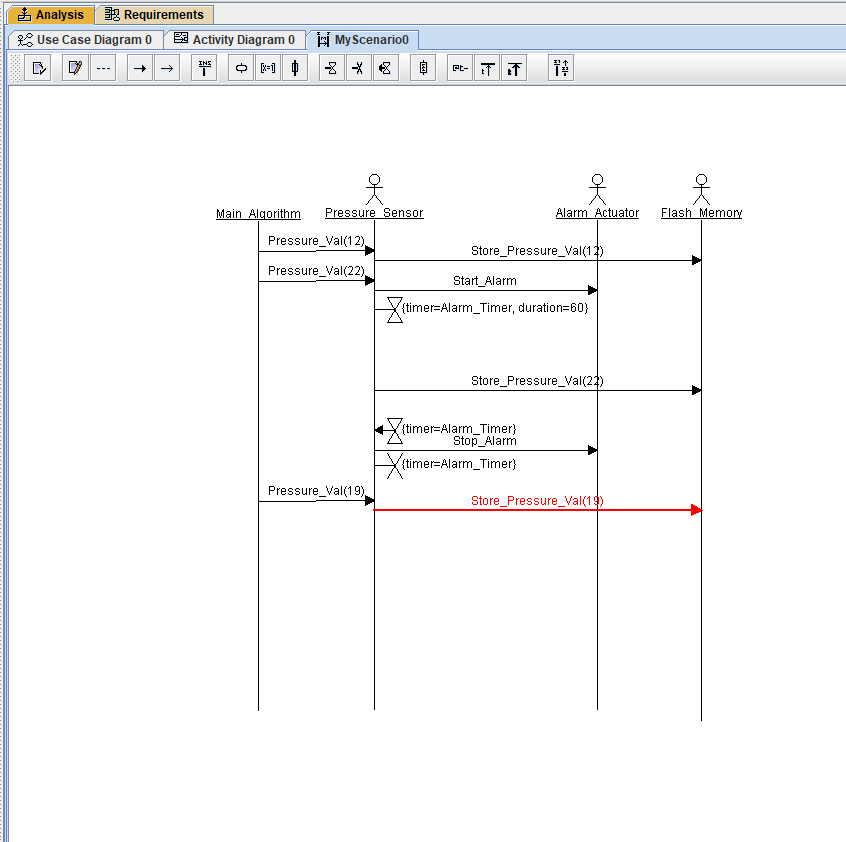 Analysis
Requirements
Use Case Diagram 0
Activity Diagram 0
MyScenario0
Main_Algorithm
Pressure_Sensor
Alarm_Actuator
Flash_Memory
Pressure_Val(12)
Store_Pressure_Val(12)
Pressure_Val(22)
Start_Alarm
{timer=Alarm_Timer, duration=60}
Store_Pressure_Val(22)
{timer=Alarm_Timer}
Stop_Alarm
{timer=Alarm_Timer}
Pressure_Val(19)
Store_Pressure_Val(19)